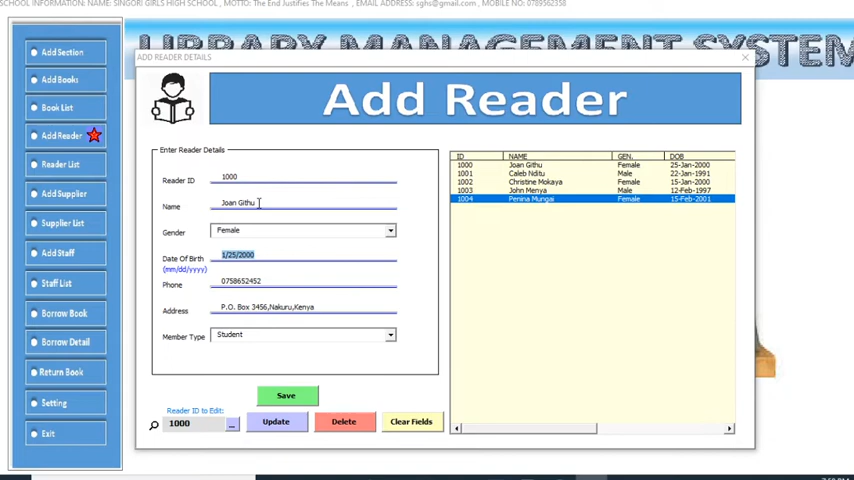 SCHOOL INFORMATION: NAME: SINGORI GIRLS HIGH SCHOOL , MOTTO: The End Justifies The Means , EMAIL ADDRESS: sghs@gmail.com , MOBILE NO: 0789562358
LIBRARY MANAGEMENT SYSTEM
ADD READER DETAILS
Add Reader
Add Section
Add Books
Book List
Add Reader
Reader List
Add Supplier
Supplier List
Add Staff
Staff List
Borrow Book
Borrow Detail
Return Book
Setting
Exit
Enter Reader Details
Reader ID 1000
Name Joan Githu
Gender Female
Date Of Birth 1/25/2000
(mm/dd/yyyy)
Phone 0758652452
Address P.O. Box 3456,Nakuru,Kenya
Member Type Student
Save
Reader ID to Edit:
1000 ... Update Delete Clear Fields
ID NAME GEN. DOB
1000 Joan Githu Female 25-Jan-2000
1001 Caleb Nditu Male 22-Jan-1991
1002 Christine Mokaya Female 15-Jan-2000
1003 John Menya Male 12-Feb-1997
1004 Penina Mungai Female 15-Feb-2001